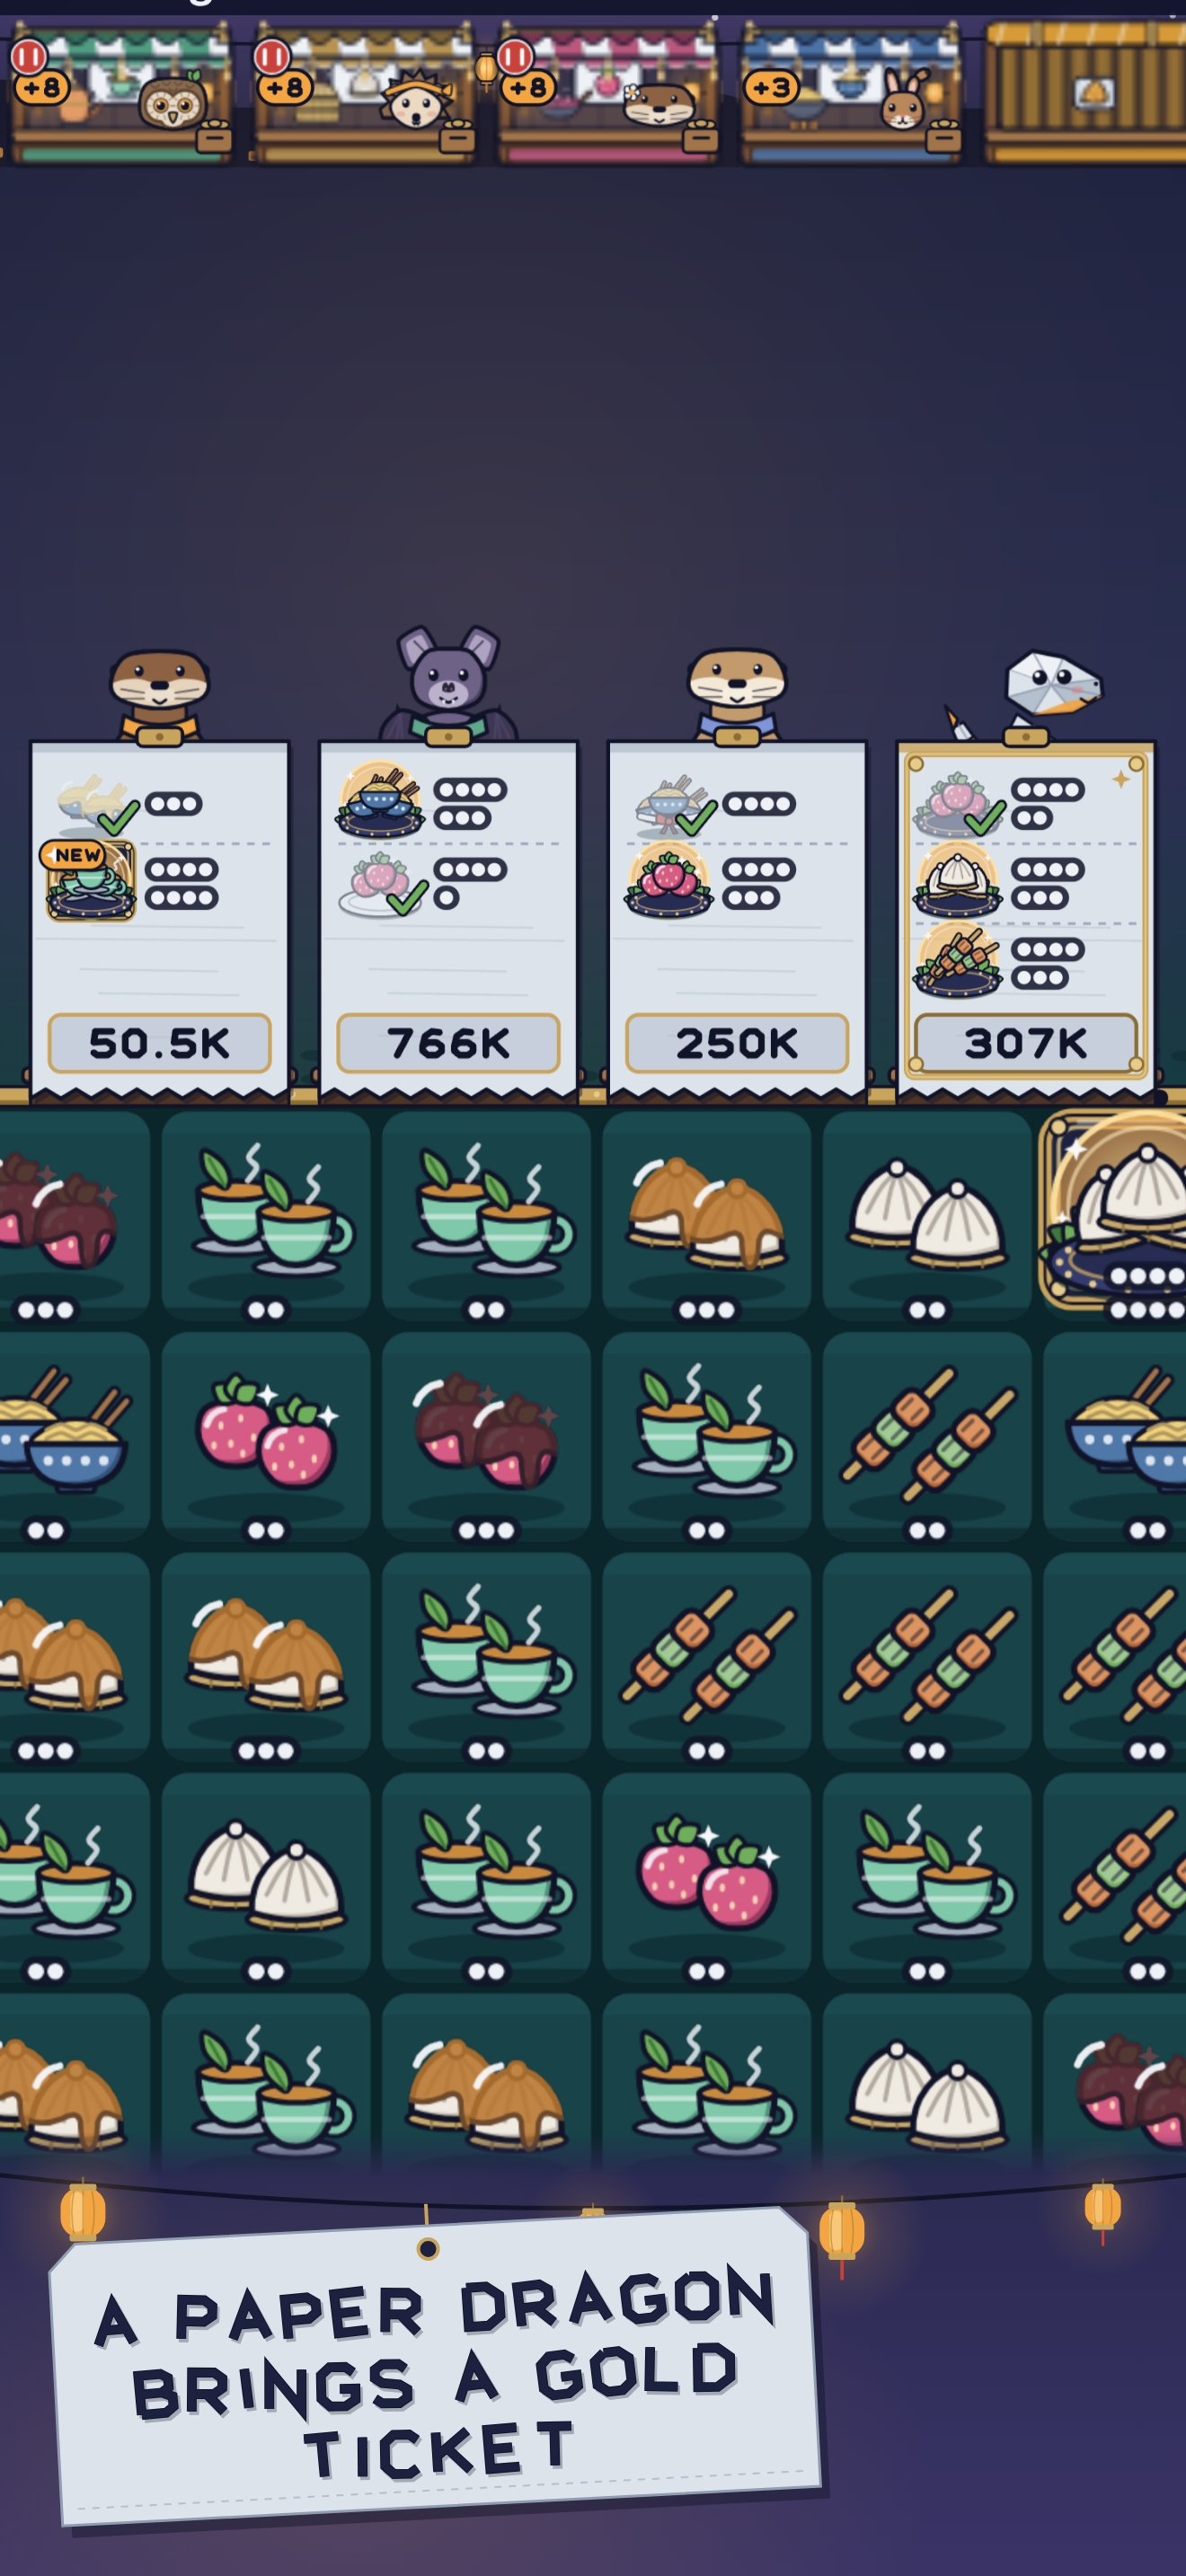 +8
+8
+8
+3
NEW
50.5K
766K
250K
307K
A PAPER DRAGON
BRINGS A GOLD
TICKET